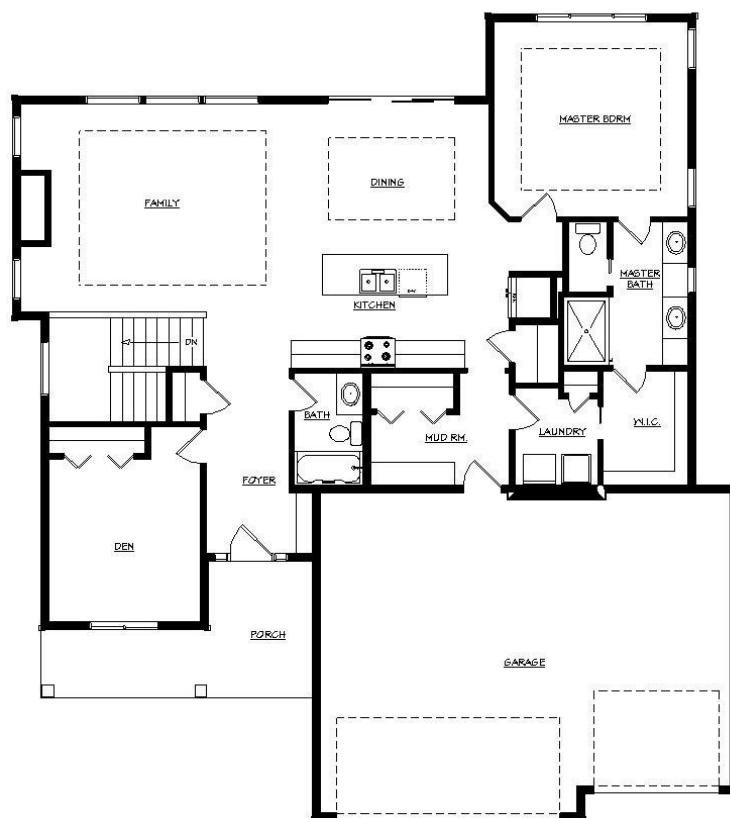 MASTER BDRM
FAMILY
DINING
MASTER
BATH
KITCHEN
DN
BATH
MUD RM.
LAUNDRY
W.I.C.
FOYER
DEN
PORCH
GARAGE